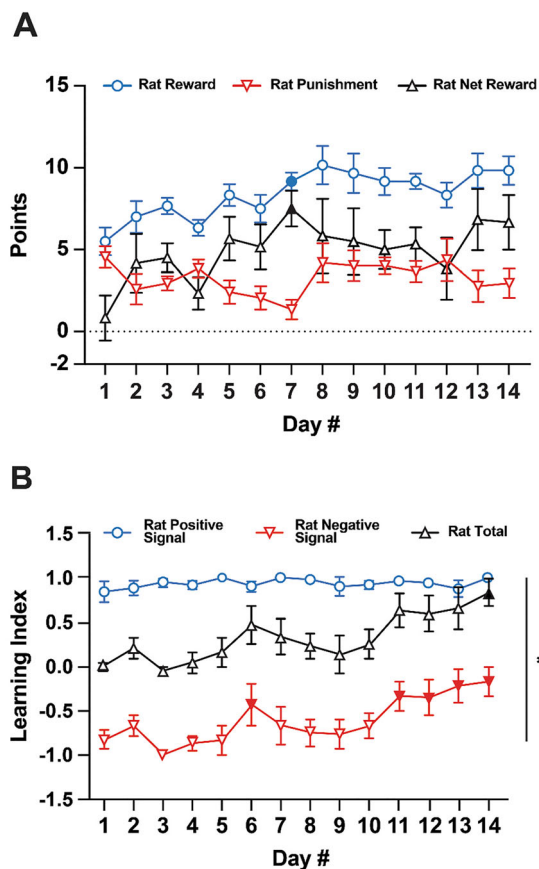 A
Rat Reward Rat Punishment Rat Net Reward
15
10
5
0
-2
Points
1 2 3 4 5 6 7 8 9 10 11 12 13 14
Day #
B
Rat Positive Signal Rat Negative Signal Rat Total
1.5
1.0
0.5
0.0
-0.5
-1.0
-1.5
Learning Index
1 2 3 4 5 6 7 8 9 10 11 12 13 14
Day #